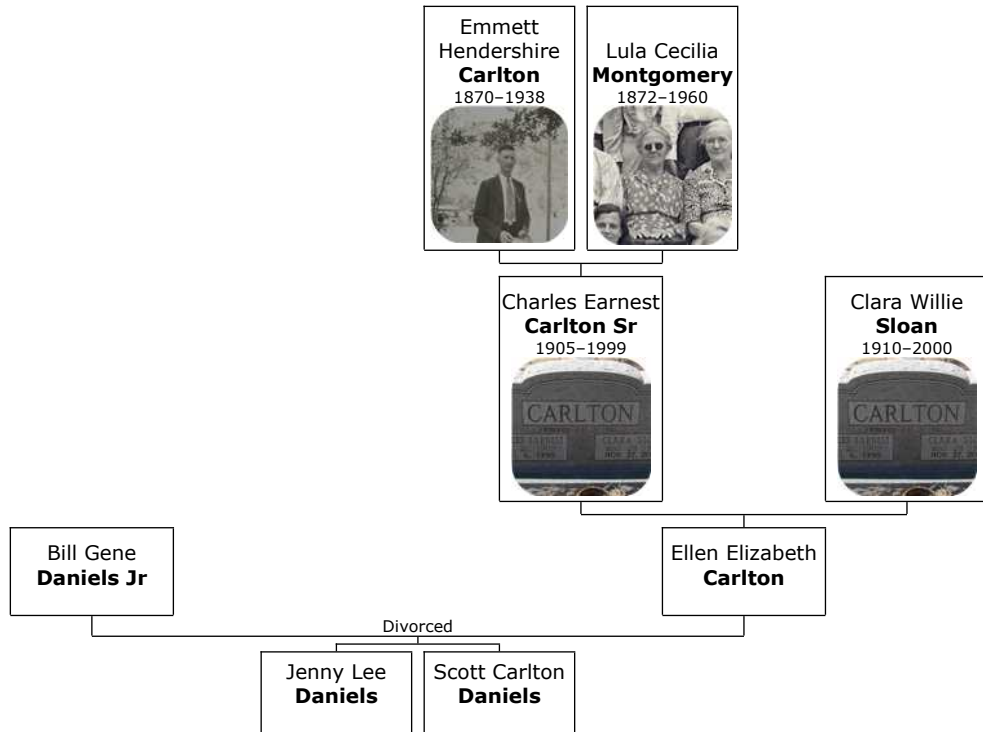 Emmett
Hendershire
Carlton
1870–1938
Lula Cecilia
Montgomery
1872–1960
Charles Earnest
Carlton Sr
1905–1999
CARLTON
Clara Willie
Sloan
1910–2000
CARLTON
Bill Gene
Daniels Jr
Ellen Elizabeth
Carlton
Divorced
Jenny Lee
Daniels
Scott Carlton
Daniels